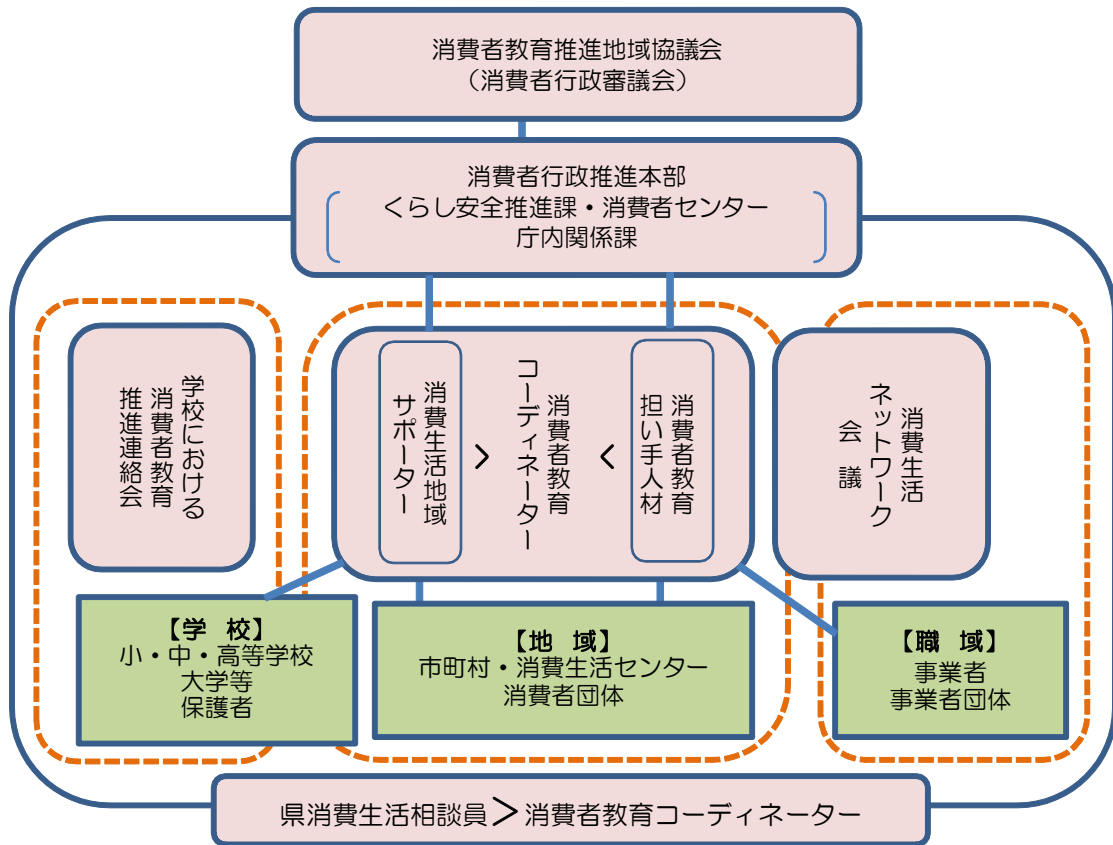 消費者教育推進地域協議会
（消費者行政審議会）
消費者行政推進本部
くらし安全推進課・消費者センター
庁内関係課
学校における
消費者教育
推進連絡会
消費生活地域
サポーター
>
消費者教育
コーディネーター
<
消費者教育
担い手人材
消費生活
ネットワーク
会 議
【学 校】
小・中・高等学校
大学等
保護者
【地 域】
市町村・消費生活センター
消費者団体
【職 域】
事業者
事業者団体
県消費生活相談員＞消費者教育コーディネーター